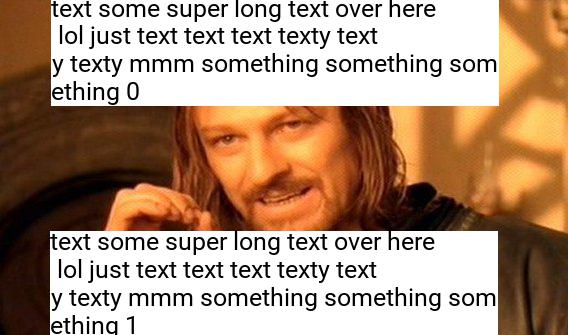 text some super long text over here
lol just text text text texty text
y texty mmm something something som
ething 0
text some super long text over here
lol just text text text texty text
y texty mmm something something som
ething 1